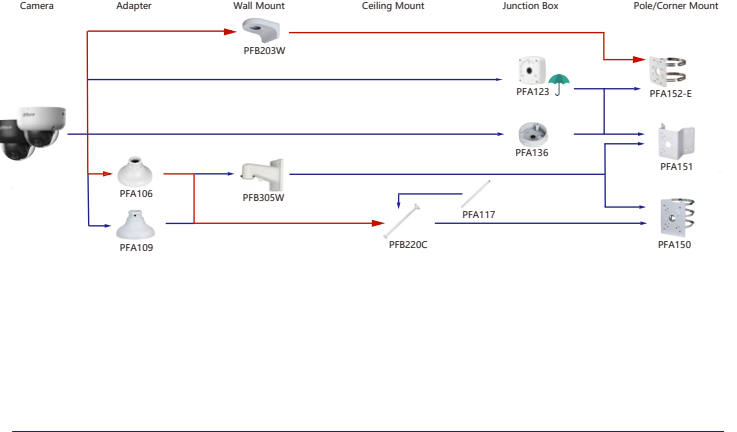 Camera Adapter Wall Mount Ceiling Mount Junction Box Pole/Corner Mount
PFB203W
PFA123
PFA152-E
PFA136
PFA151
PFA106
PFB305W
PFA117
PFA109
PFB220C
PFA150